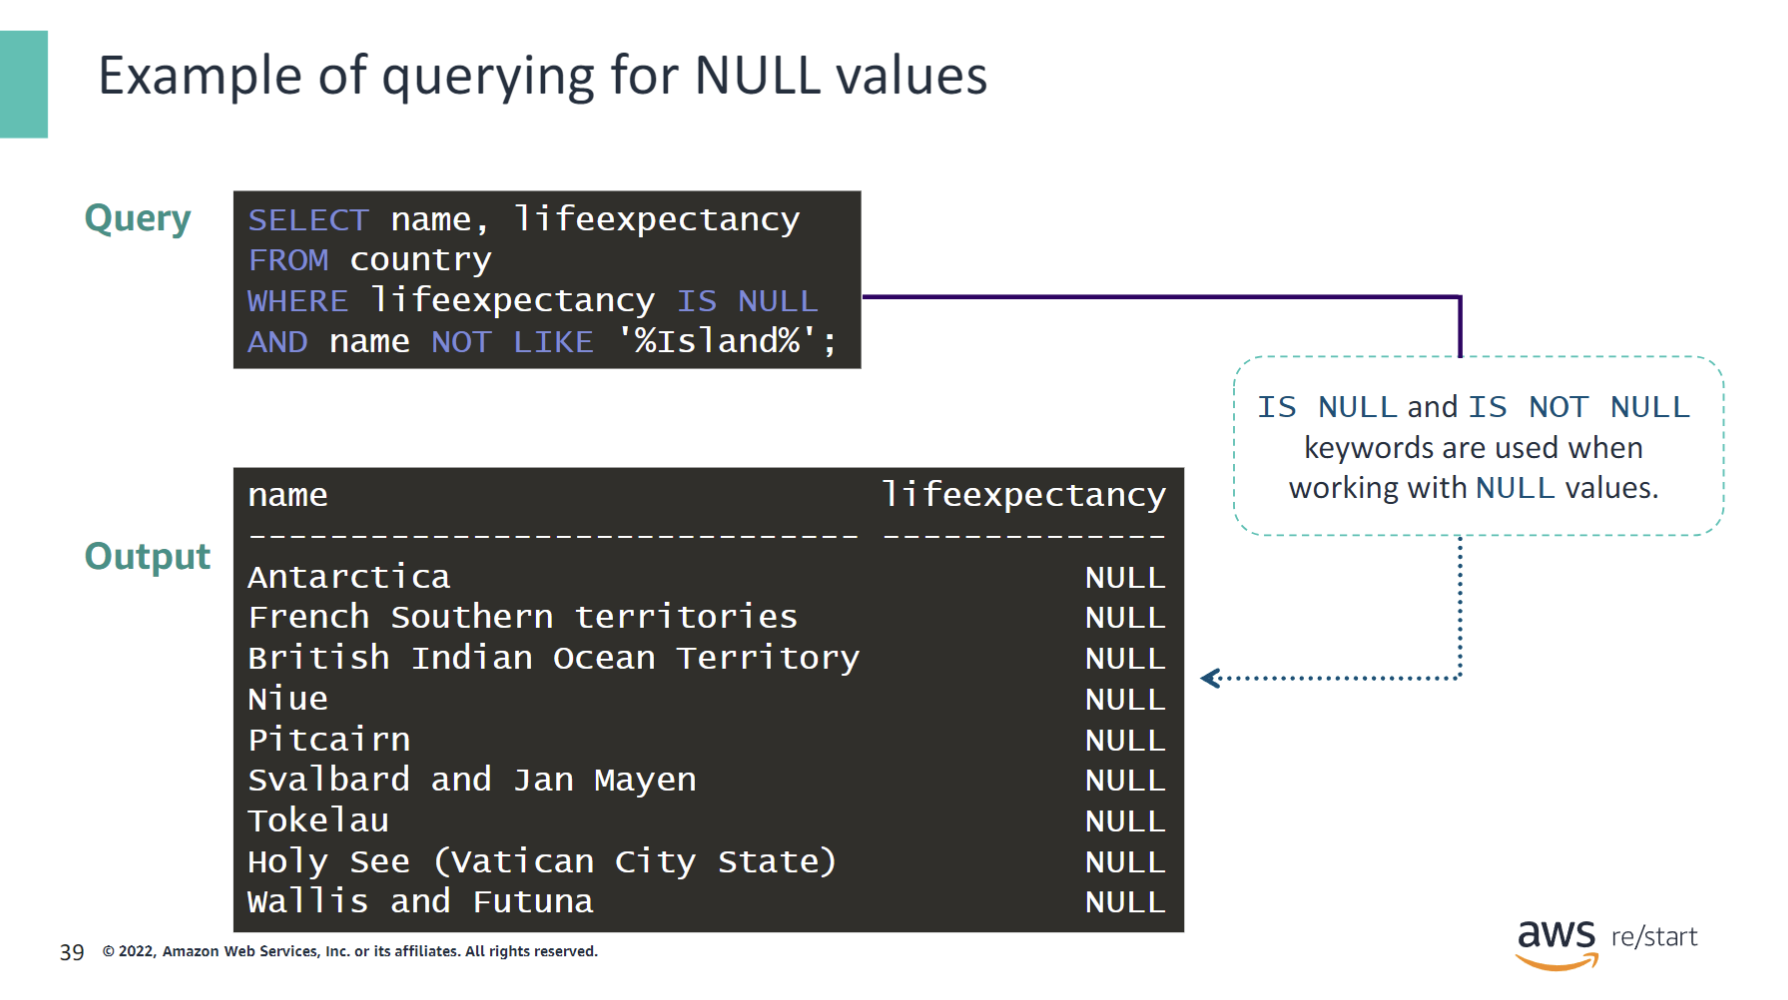 Example of querying for NULL values
Query
SELECT name, lifeexpectancy
FROM country
WHERE lifeexpectancy IS NULL
AND name NOT LIKE '%Island%';
IS NULL and IS NOT NULL
keywords are used when
working with NULL values.
Output
name lifeexpectancy
------------------------------ --------------
Antarctica NULL
French Southern territories NULL
British Indian Ocean Territory NULL
Niue NULL
Pitcairn NULL
Svalbard and Jan Mayen NULL
Tokelau NULL
Holy See (Vatican City State) NULL
Wallis and Futuna NULL
39 © 2022, Amazon Web Services, Inc. or its affiliates. All rights reserved.
aws re/start